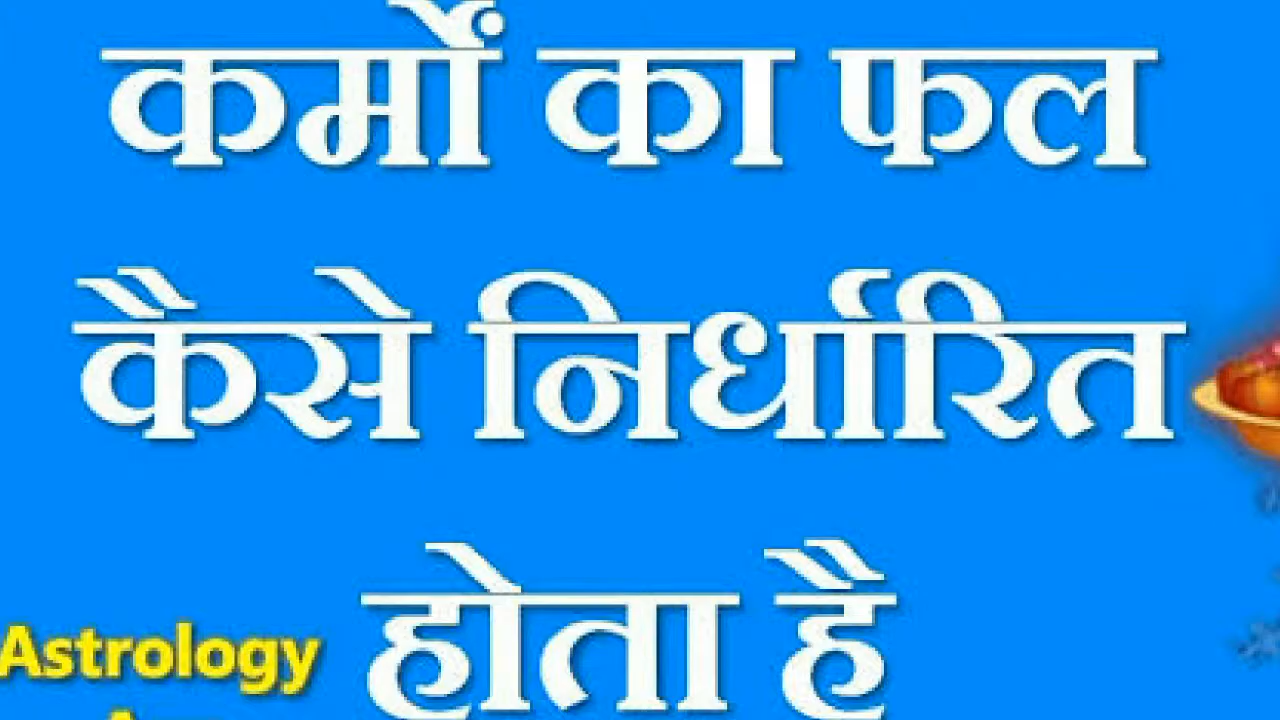 कर्मों का फल
कैसे निर्धारित
होता है
Astrology